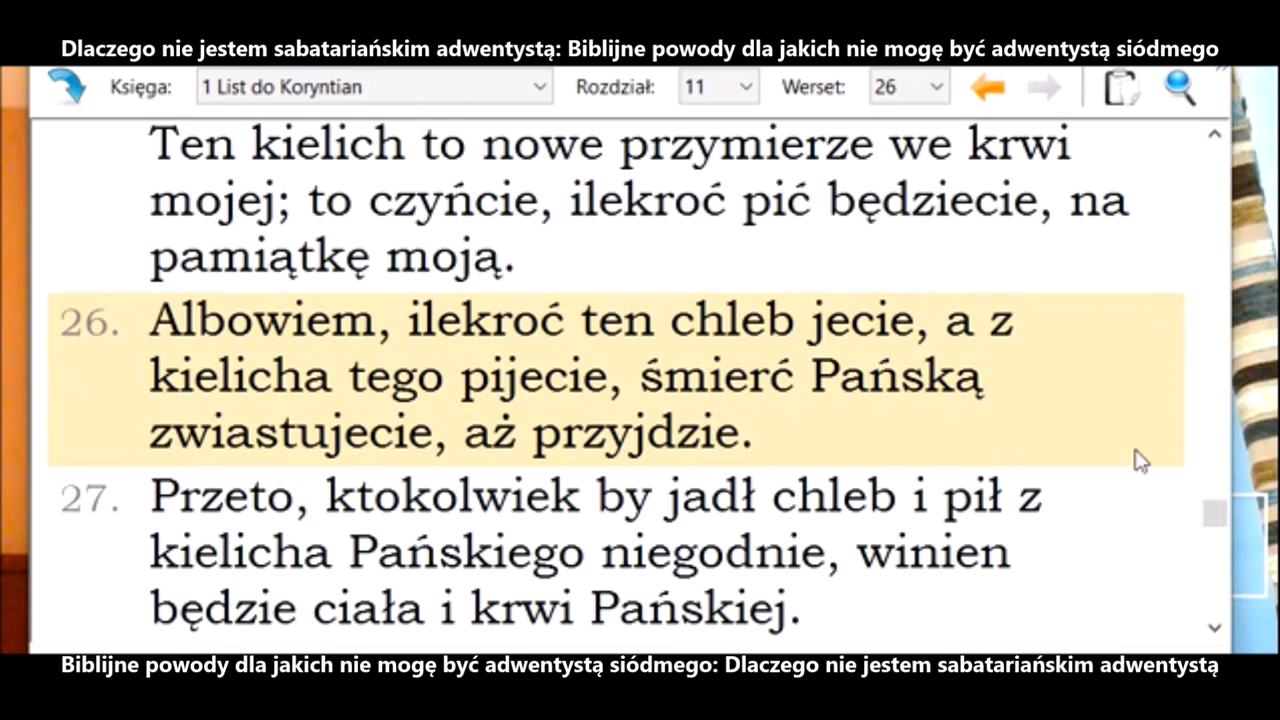 Dlaczego nie jestem sabatariańskim adwentystą: Biblijne powody dla jakich nie mogę być adwentystą siódmego
Księga: 1 List do Koryntian Rozdział: 11 Werset: 26
Ten kielich to nowe przymierze we krwi
mojej; to czyńcie, ilekroć pić będziecie, na
pamiątkę moją.
26. Albowiem, ilekroć ten chleb jecie, a z
kielicha tego pijecie, śmierć Pańską
zwiastujecie, aż przyjdzie.
27. Przeto, ktokolwiek by jadł chleb i pił z
kielicha Pańskiego niegodnie, winien
będzie ciała i krwi Pańskiej.
Biblijne powody dla jakich nie mogę być adwentystą siódmego: Dlaczego nie jestem sabatariańskim adwentystą